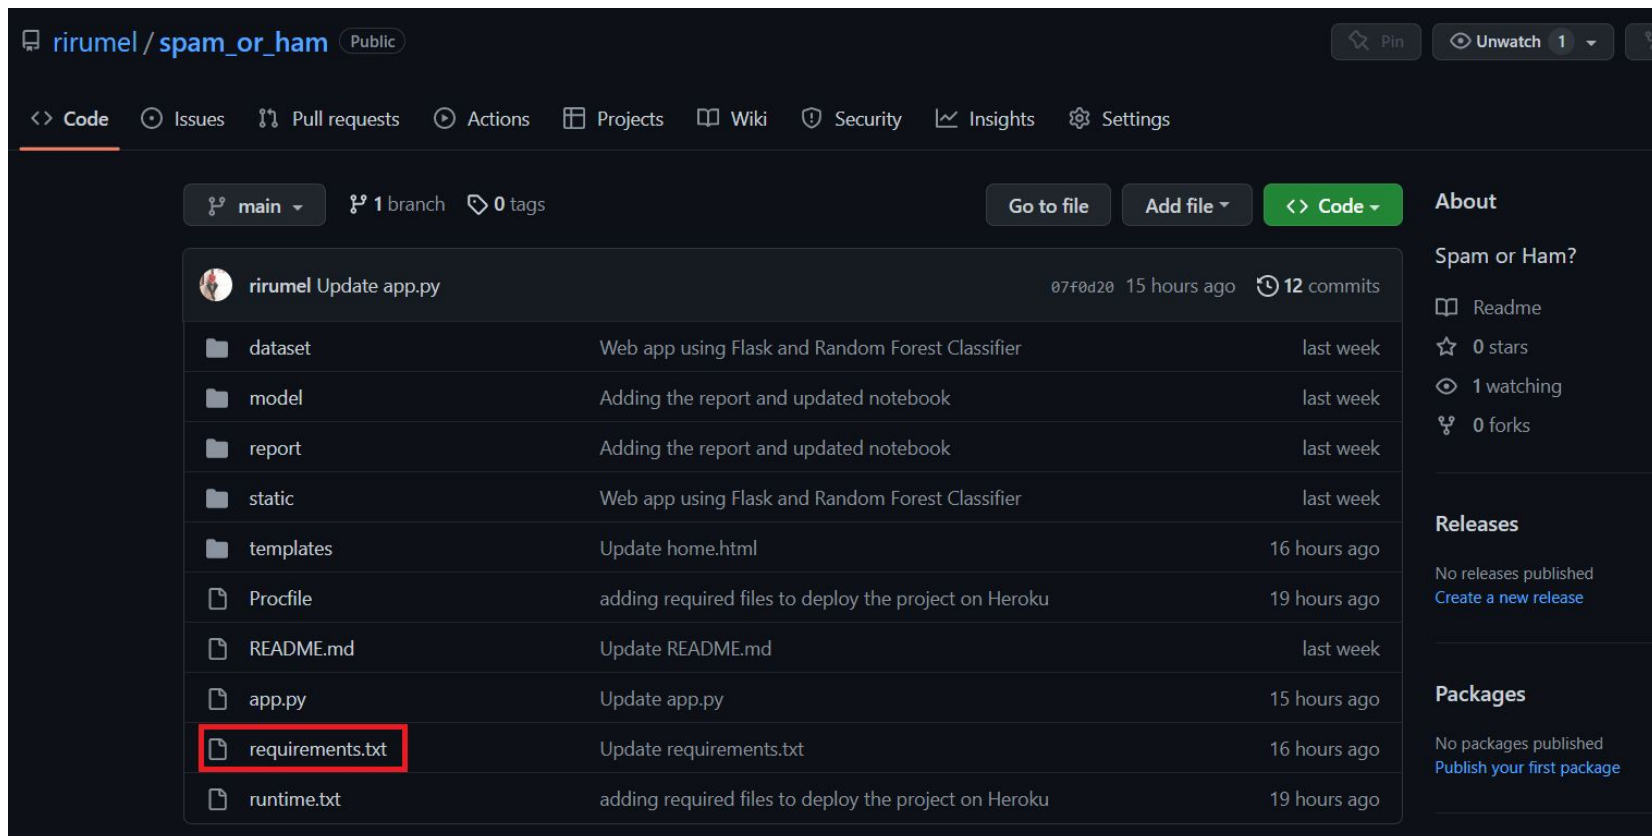 rirumel / spam_or_ham Public Pin Unwatch 1
Code Issues Pull requests Actions Projects Wiki Security Insights Settings
main 1 branch 0 tags Go to file Add file Code
rirumel Update app.py 07f0d20 15 hours ago 12 commits
dataset Web app using Flask and Random Forest Classifier last week
model Adding the report and updated notebook last week
report Adding the report and updated notebook last week
static Web app using Flask and Random Forest Classifier last week
templates Update home.html 16 hours ago
Procfile adding required files to deploy the project on Heroku 19 hours ago
README.md Update README.md last week
app.py Update app.py 15 hours ago
requirements.txt Update requirements.txt 16 hours ago
runtime.txt adding required files to deploy the project on Heroku 19 hours ago
About
Spam or Ham?
Readme
0 stars
1 watching
0 forks
Releases
No releases published
Create a new release
Packages
No packages published
Publish your first package